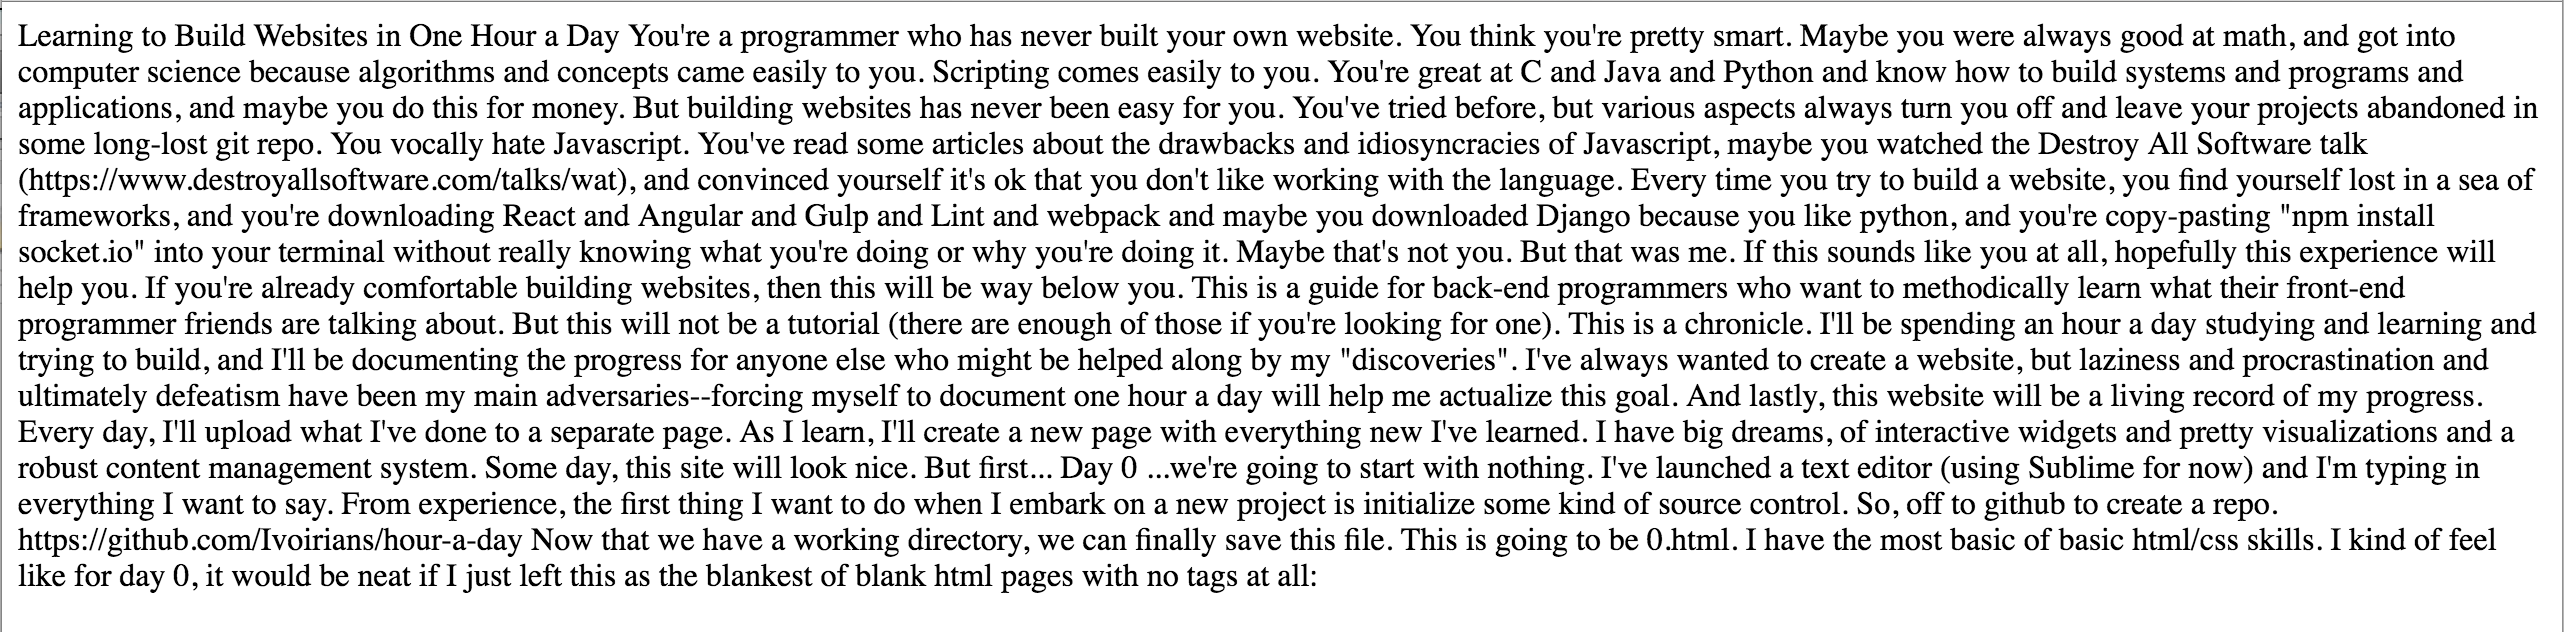 Learning to Build Websites in One Hour a Day You're a programmer who has never built your own website. You think you're pretty smart. Maybe you were always good at math, and got into
computer science because algorithms and concepts came easily to you. Scripting comes easily to you. You're great at C and Java and Python and know how to build systems and programs and
applications, and maybe you do this for money. But building websites has never been easy for you. You've tried before, but various aspects always turn you off and leave your projects abandoned in
some long-lost git repo. You vocally hate Javascript. You've read some articles about the drawbacks and idiosyncracies of Javascript, maybe you watched the Destroy All Software talk
(https://www.destroyallsoftware.com/talks/wat), and convinced yourself it's ok that you don't like working with the language. Every time you try to build a website, you find yourself lost in a sea of
frameworks, and you're downloading React and Angular and Gulp and Lint and webpack and maybe you downloaded Django because you like python, and you're copy-pasting "npm install
socket.io" into your terminal without really knowing what you're doing or why you're doing it. Maybe that's not you. But that was me. If this sounds like you at all, hopefully this experience will
help you. If you're already comfortable building websites, then this will be way below you. This is a guide for back-end programmers who want to methodically learn what their front-end
programmer friends are talking about. But this will not be a tutorial (there are enough of those if you're looking for one). This is a chronicle. I'll be spending an hour a day studying and learning and
trying to build, and I'll be documenting the progress for anyone else who might be helped along by my "discoveries". I've always wanted to create a website, but laziness and procrastination and
ultimately defeatism have been my main adversaries--forcing myself to document one hour a day will help me actualize this goal. And lastly, this website will be a living record of my progress.
Every day, I'll upload what I've done to a separate page. As I learn, I'll create a new page with everything new I've learned. I have big dreams, of interactive widgets and pretty visualizations and a
robust content management system. Some day, this site will look nice. But first... Day 0 ...we're going to start with nothing. I've launched a text editor (using Sublime for now) and I'm typing in
everything I want to say. From experience, the first thing I want to do when I embark on a new project is initialize some kind of source control. So, off to github to create a repo.
https://github.com/Ivoirians/hour-a-day Now that we have a working directory, we can finally save this file. This is going to be 0.html. I have the most basic of basic html/css skills. I kind of feel
like for day 0, it would be neat if I just left this as the blankest of blank html pages with no tags at all: